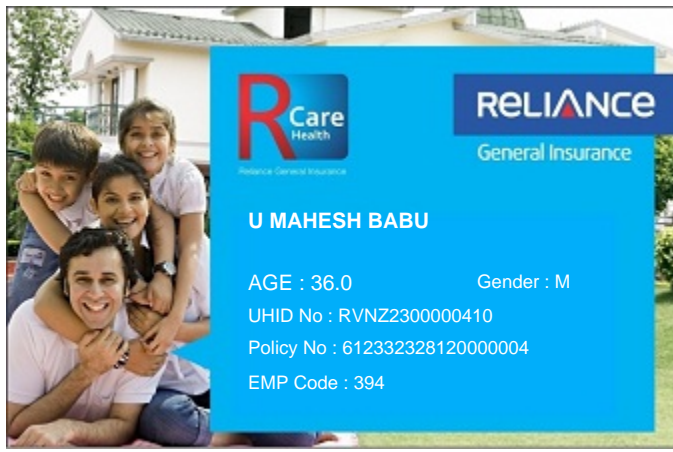 R Care
Health
Reliance General Insurance
RELIANCE
General Insurance
U MAHESH BABU
AGE : 36.0 Gender : M
UHID No : RVNZ2300000410
Policy No : 612332328120000004
EMP Code : 394